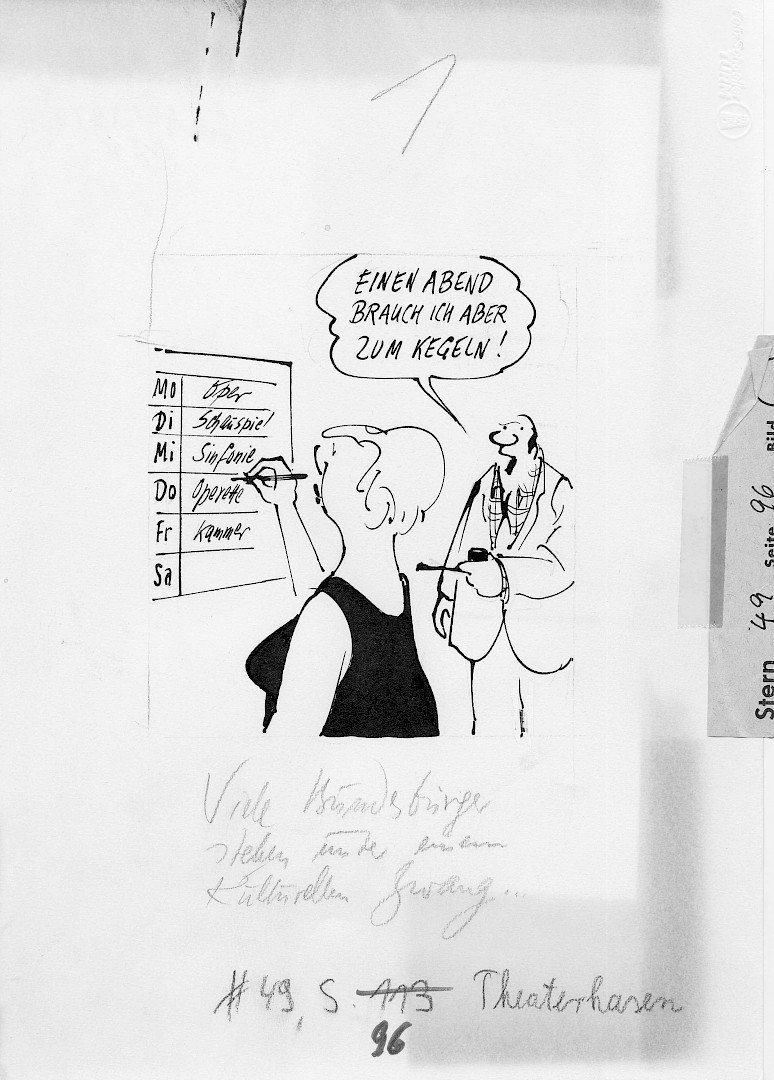 1
EINEN ABEND
BRAUCH ICH ABER
ZUM KEGELN!
Mo Oper
Di Schauspiel
Mi Sinfonie
Do Operette
Fr Kammer
Sa
Viele Bundesbürger
stehen unter einem
kulturellen Zwang...
# 49, S. 113 Theaterhasen
96
Stern 49 Seite 96 Bild